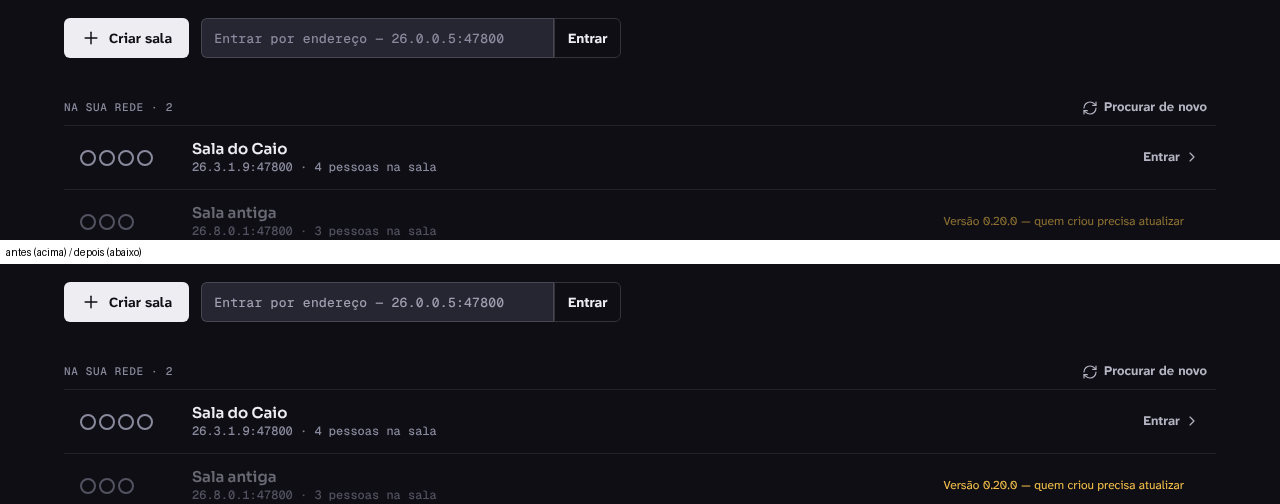 Criar sala
Entrar por endereço — 26.0.0.5:47800
Entrar
NA SUA REDE · 2
Procurar de novo
Sala do Caio
26.3.1.9:47800 · 4 pessoas na sala
Entrar
Sala antiga
26.8.0.1:47800 · 3 pessoas na sala
Versão 0.20.0 — quem criou precisa atualizar
antes (acima) / depois (abaixo)
Criar sala
Entrar por endereço — 26.0.0.5:47800
Entrar
NA SUA REDE · 2
Procurar de novo
Sala do Caio
26.3.1.9:47800 · 4 pessoas na sala
Entrar
Sala antiga
26.8.0.1:47800 · 3 pessoas na sala
Versão 0.20.0 — quem criou precisa atualizar